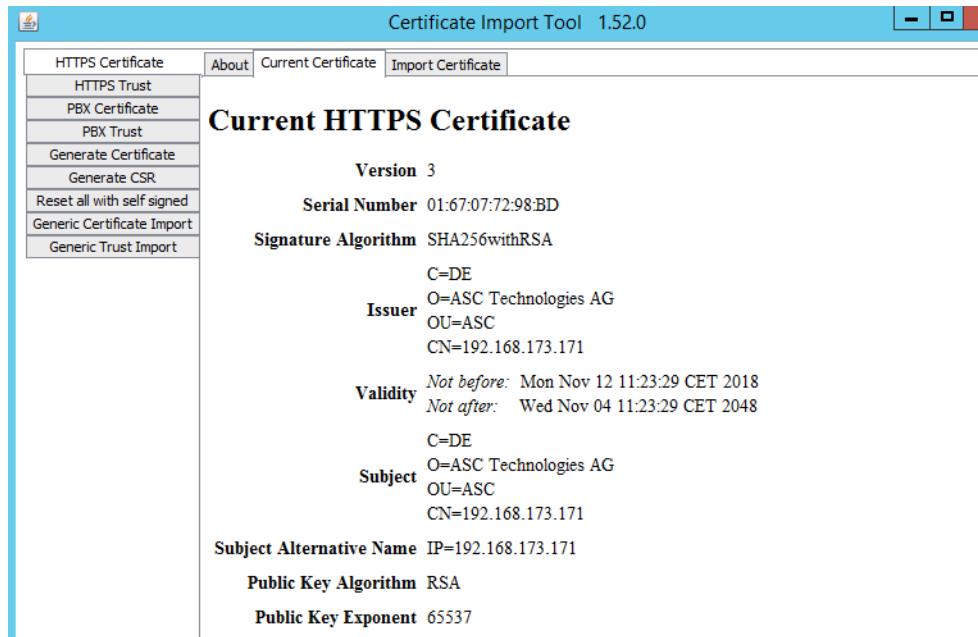 Certificate Import Tool 1.52.0
HTTPS Certificate
HTTPS Trust
PBX Certificate
PBX Trust
Generate Certificate
Generate CSR
Reset all with self signed
Generic Certificate Import
Generic Trust Import
About Current Certificate Import Certificate
Current HTTPS Certificate
Version 3
Serial Number 01:67:07:72:98:BD
Signature Algorithm SHA256withRSA
Issuer
C=DE
O=ASC Technologies AG
OU=ASC
CN=192.168.173.171
Validity
Not before: Mon Nov 12 11:23:29 CET 2018
Not after: Wed Nov 04 11:23:29 CET 2048
Subject
C=DE
O=ASC Technologies AG
OU=ASC
CN=192.168.173.171
Subject Alternative Name IP=192.168.173.171
Public Key Algorithm RSA
Public Key Exponent 65537